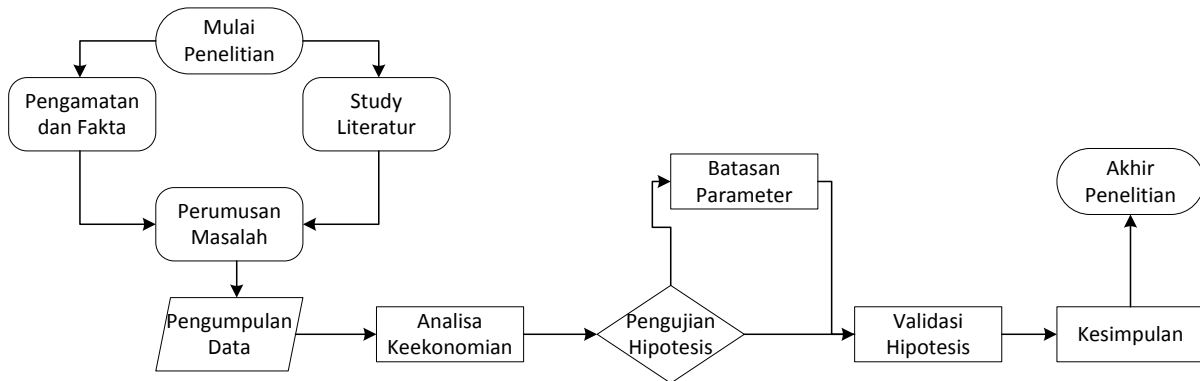 Mulai
Penelitian
Pengamatan
dan Fakta
Study
Literatur
Perumusan
Masalah
Pengumpulan
Data
Analisa
Keekonomian
Pengujian
Hipotesis
Batasan
Parameter
Validasi
Hipotesis
Kesimpulan
Akhir
Penelitian